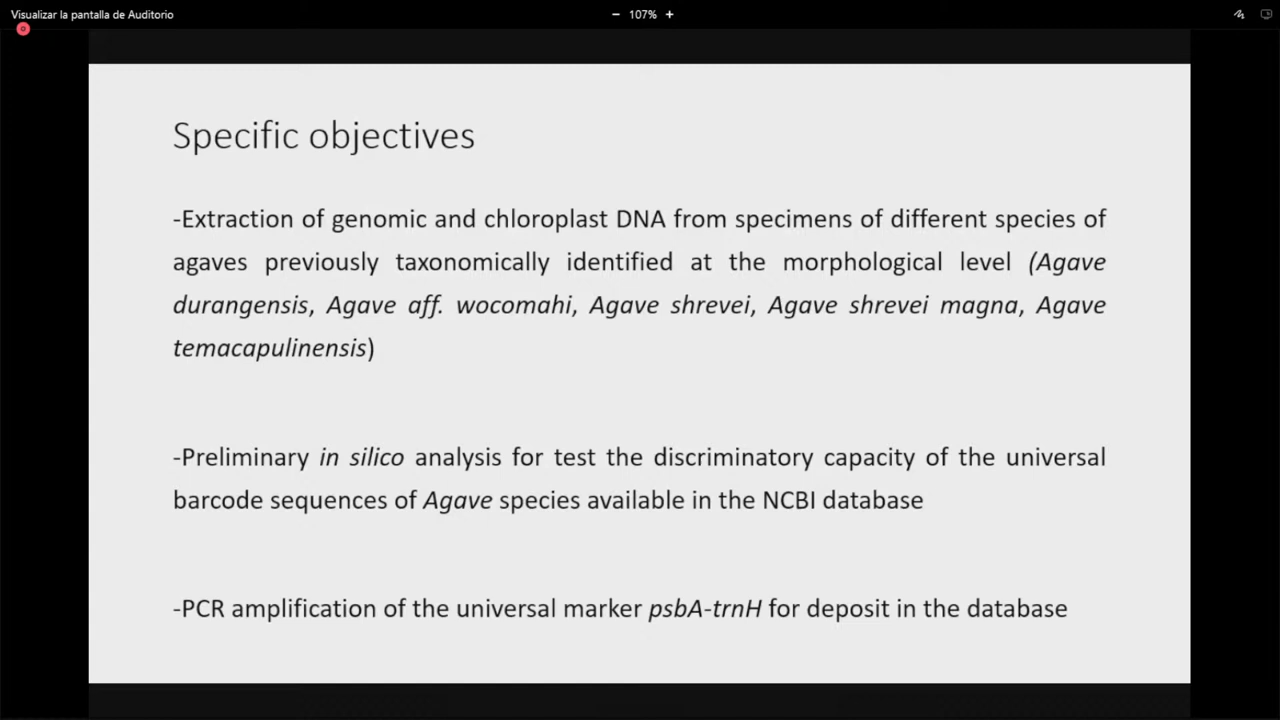 Visualizar la pantalla de Auditorio
− 107% +
Specific objectives
-Extraction of genomic and chloroplast DNA from specimens of different species of
agaves previously taxonomically identified at the morphological level (Agave
durangensis, Agave aff. wocomahi, Agave shrevei, Agave shrevei magna, Agave
temacapulinensis)
-Preliminary in silico analysis for test the discriminatory capacity of the universal
barcode sequences of Agave species available in the NCBI database
-PCR amplification of the universal marker psbA-trnH for deposit in the database